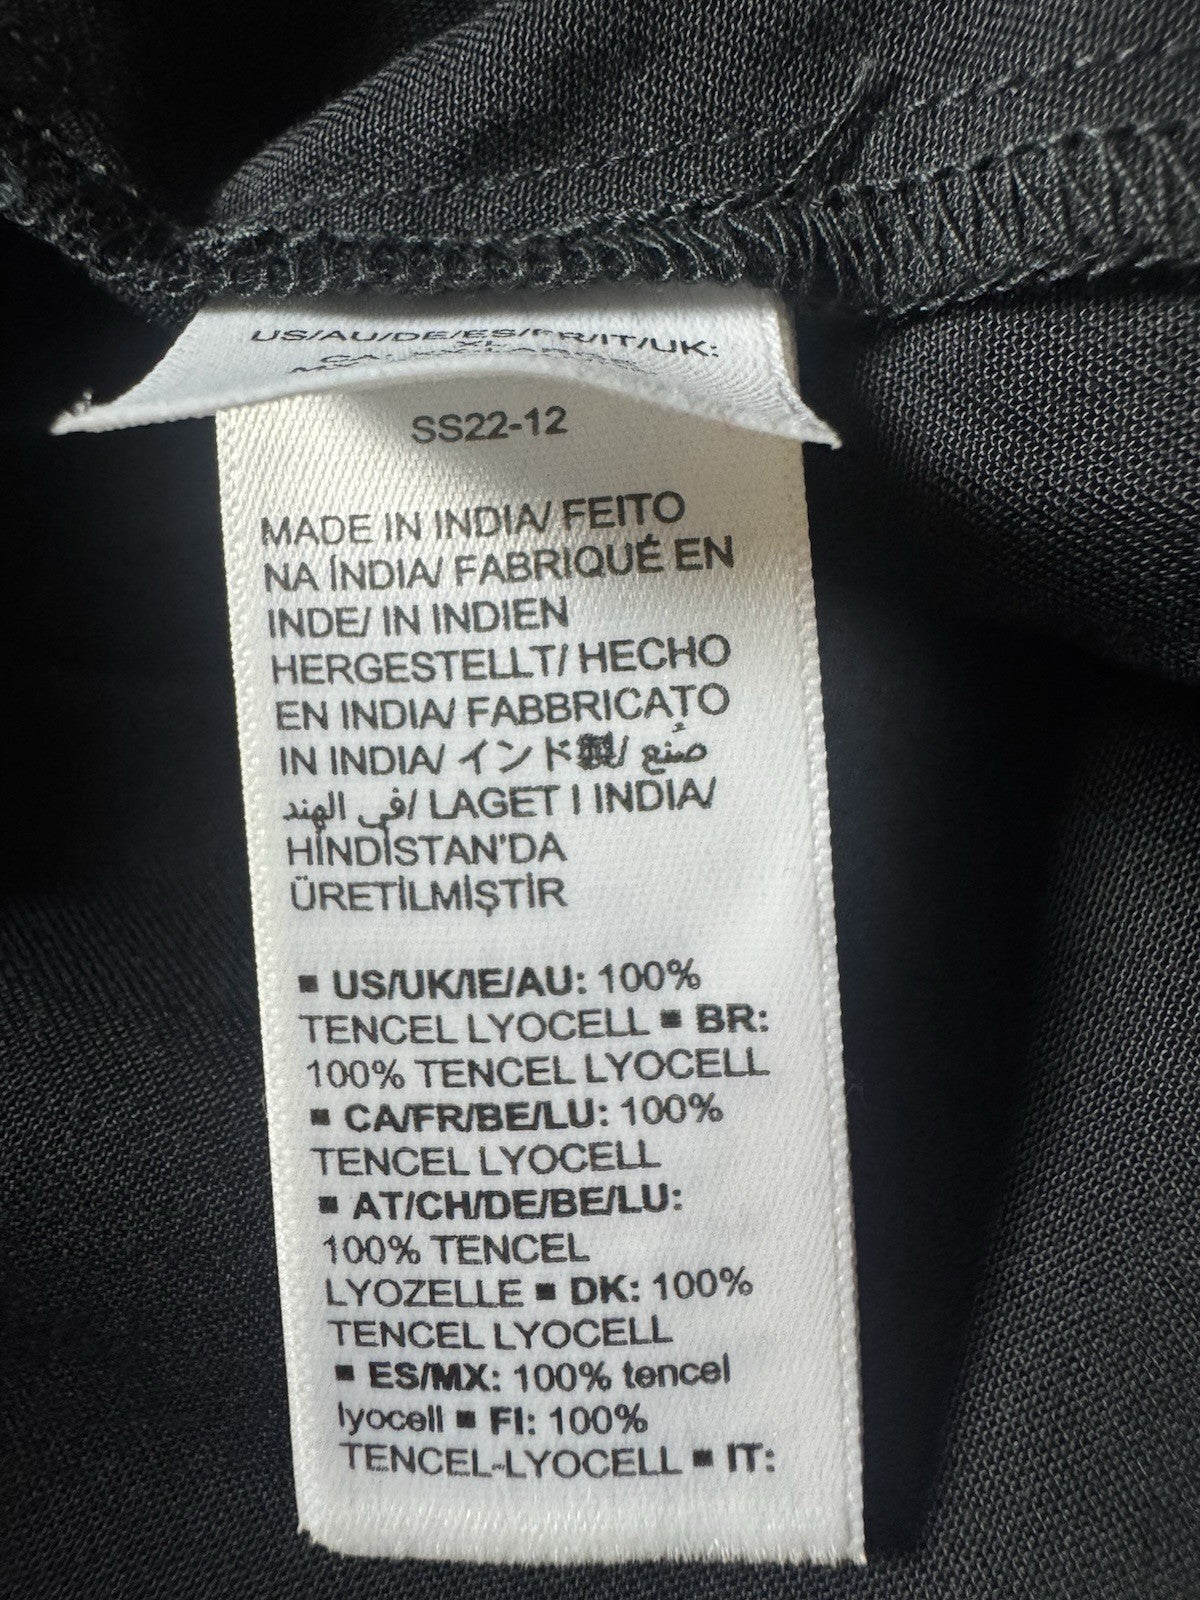 US/AU/DE/ES/FR/IT/UK:
XL
SS22-12
MADE IN INDIA/ FEITO
NA ÍNDIA/ FABRIQUÉ EN
INDE/ IN INDIEN
HERGESTELLT/ HECHO
EN INDIA/ FABBRICATO
IN INDIA/ インド製/ صُنع
في الهند/ LAGET I INDIA/
HİNDİSTAN'DA
ÜRETİLMİŞTİR
▪ US/UK/IE/AU: 100%
TENCEL LYOCELL ▪ BR:
100% TENCEL LYOCELL
▪ CA/FR/BE/LU: 100%
TENCEL LYOCELL
▪ AT/CH/DE/BE/LU:
100% TENCEL
LYOZELLE ▪ DK: 100%
TENCEL LYOCELL
▪ ES/MX: 100% tencel
lyocell ▪ FI: 100%
TENCEL-LYOCELL ▪ IT: